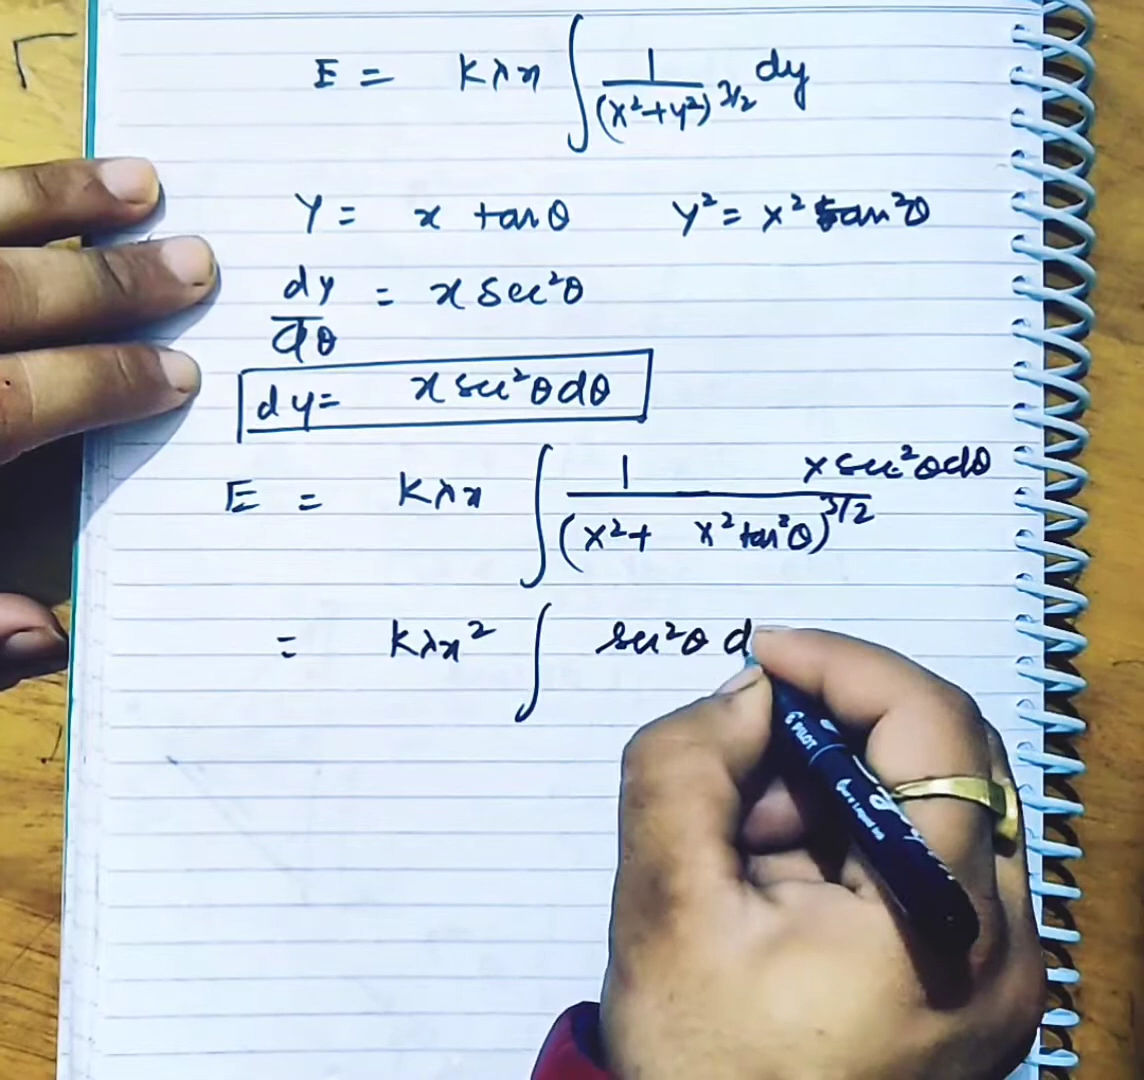 E = Kλx ∫ 1/(x²+y²)^3/2 dy
Y = x tanθ Y² = x² tan²θ
dy/dθ = x sec²θ
dy = x sec²θ dθ
E = Kλx ∫ 1 x sec²θ dθ/(x²+ x² tan²θ)^3/2
= Kλx² ∫ sec²θ d
PILOT